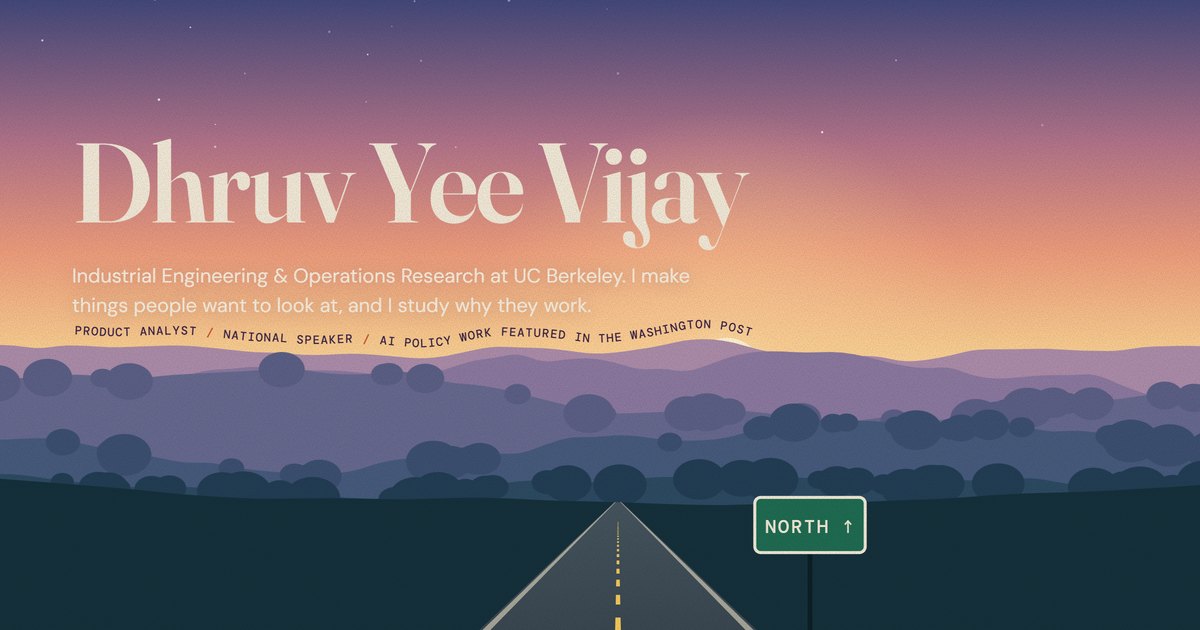 Dhruv Yee Vijay
Industrial Engineering & Operations Research at UC Berkeley. I make
things people want to look at, and I study why they work.
PRODUCT ANALYST / NATIONAL SPEAKER / AI POLICY WORK FEATURED IN THE WASHINGTON POST
NORTH ↑